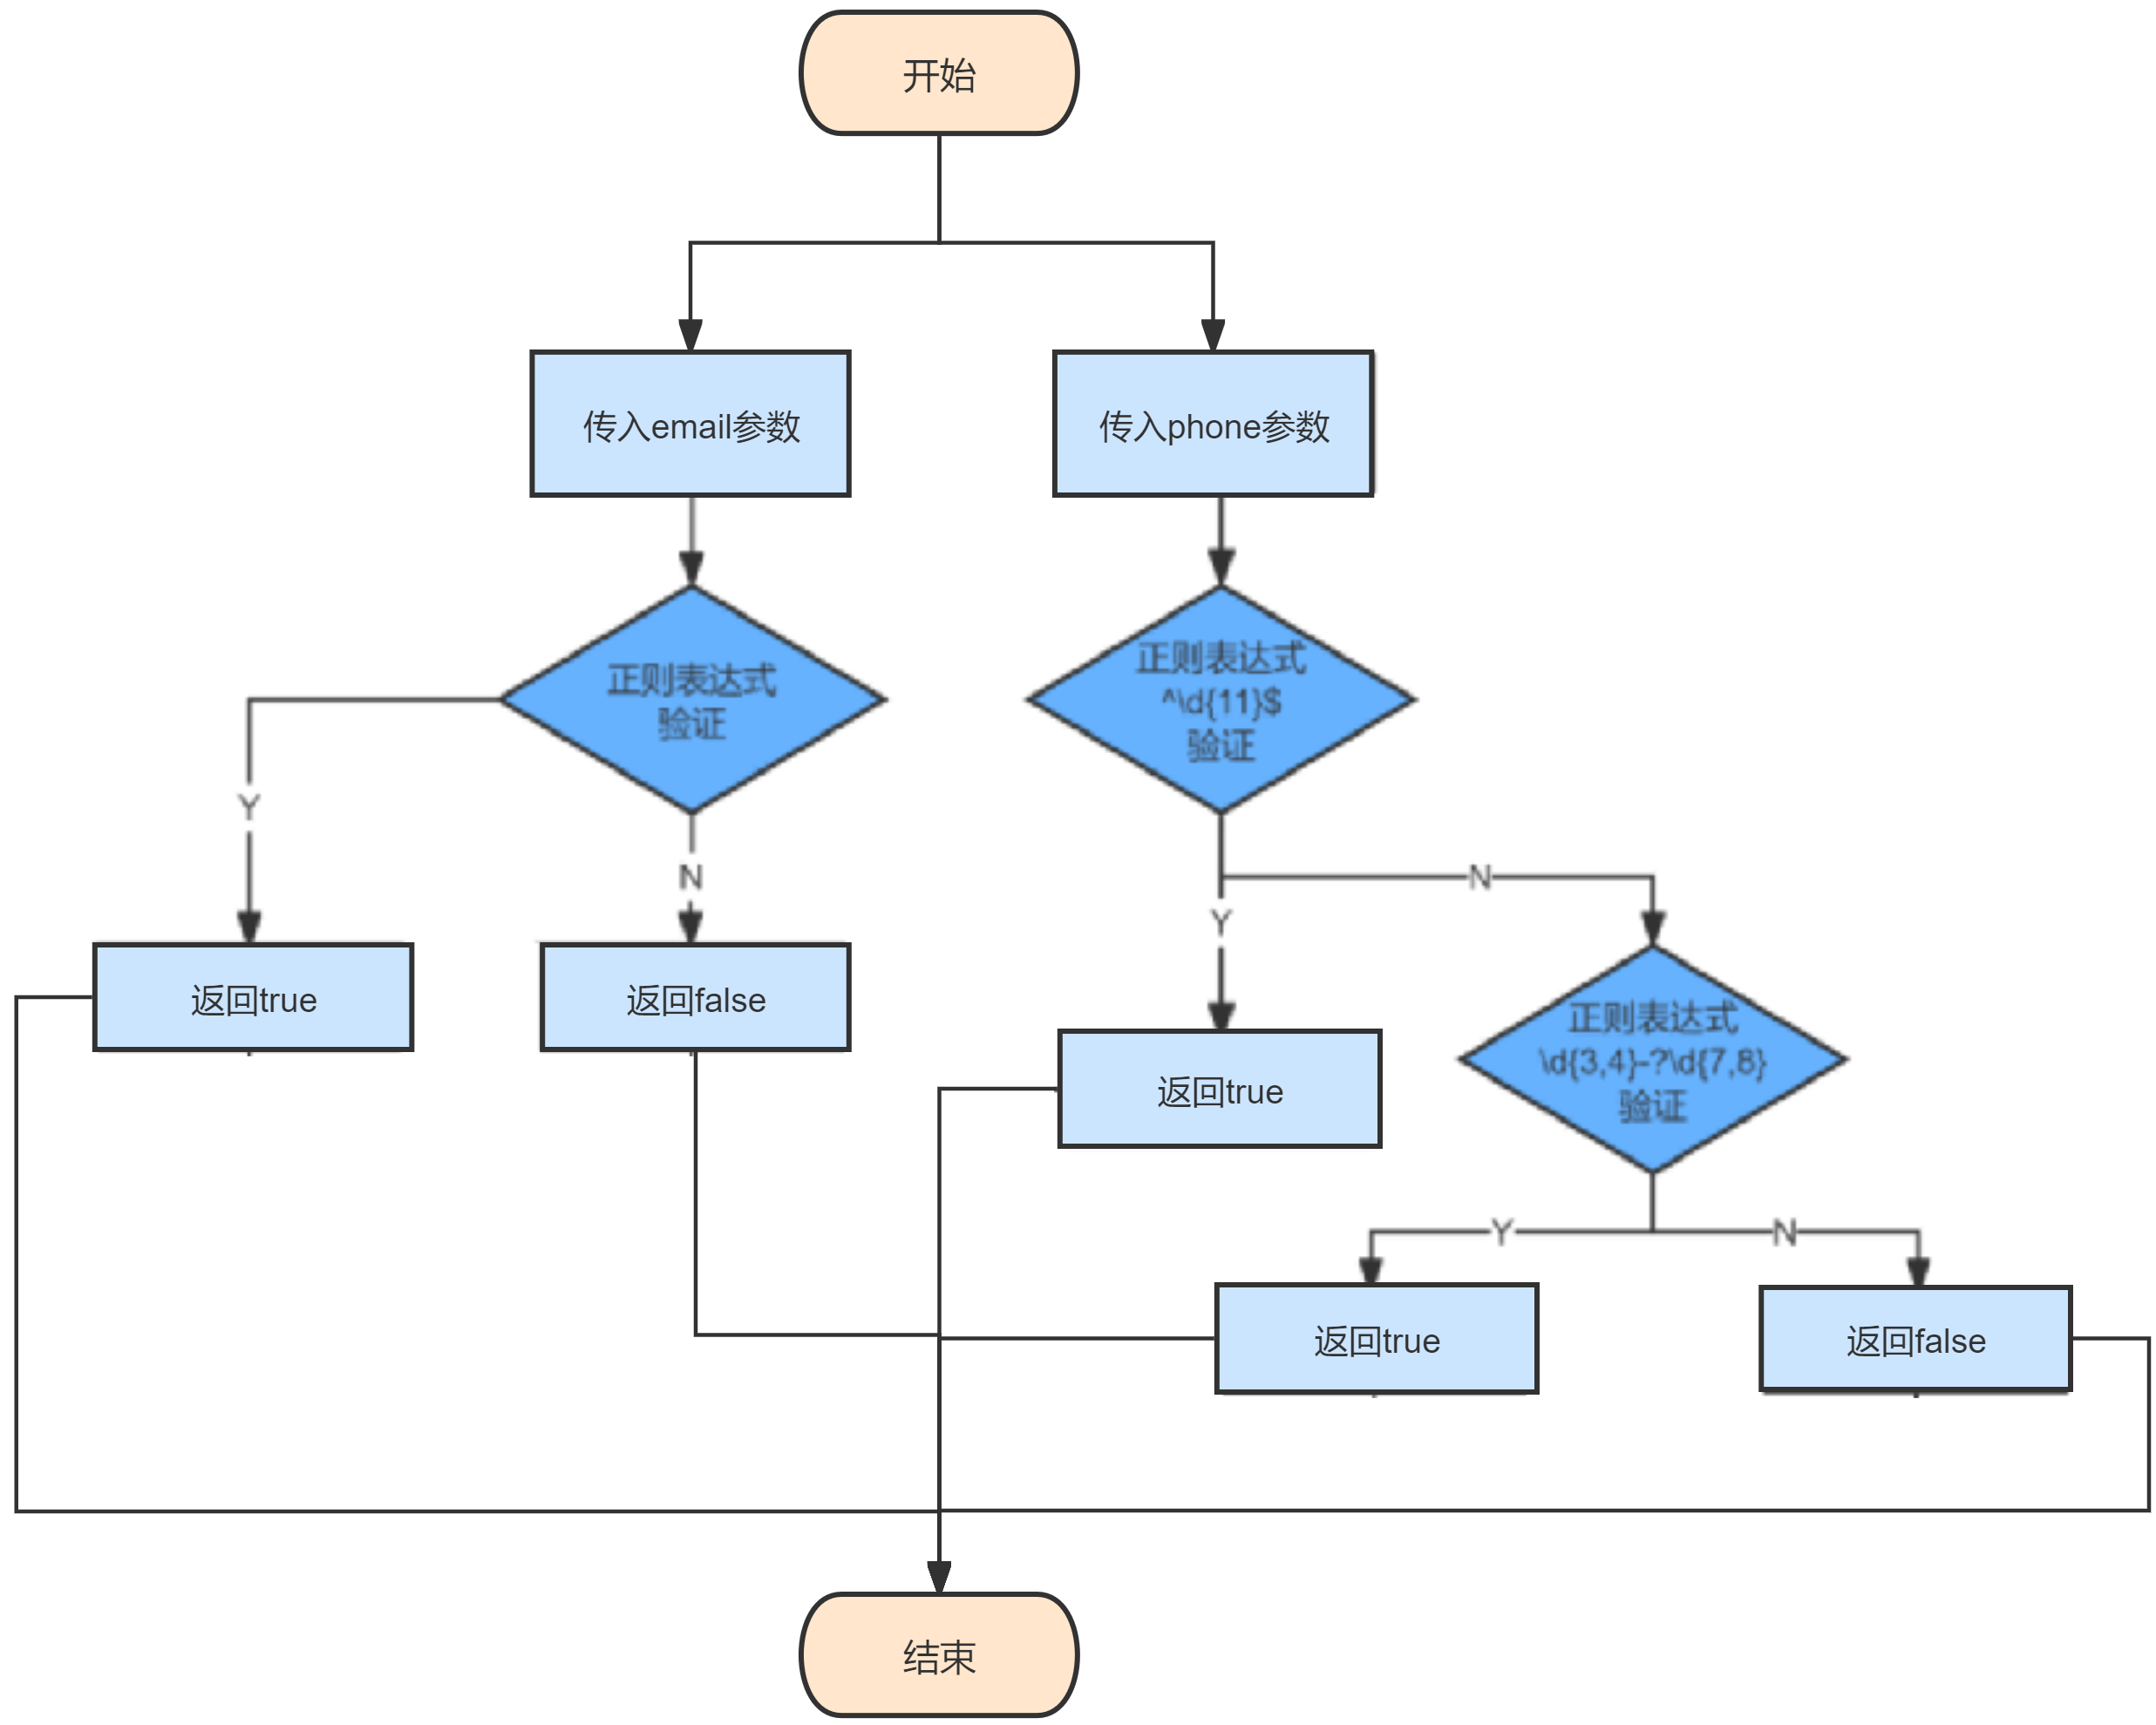 开始
传入email参数
传入phone参数
正则表达式
验证
正则表达式
^\d{11}$
验证
Y
N
N
Y
返回true
返回false
正则表达式
\d{3,4}-?\d{7,8}
验证
返回true
Y
N
返回true
返回false
结束